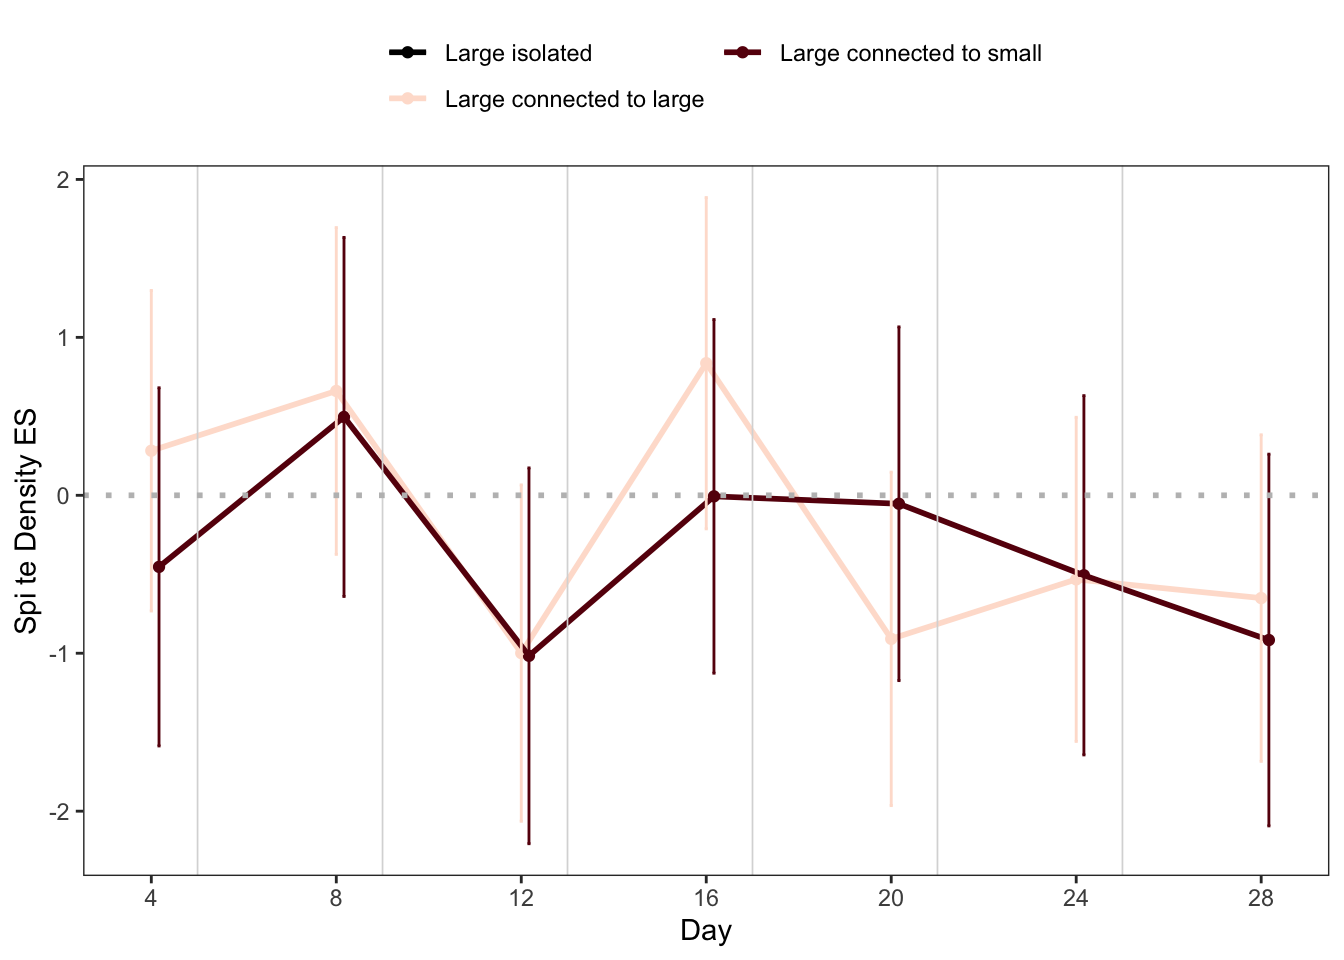 Large isolated
Large connected to small
Large connected to large
2
1
0
-1
-2
Spi te Density ES
4
8
12
16
20
24
28
Day